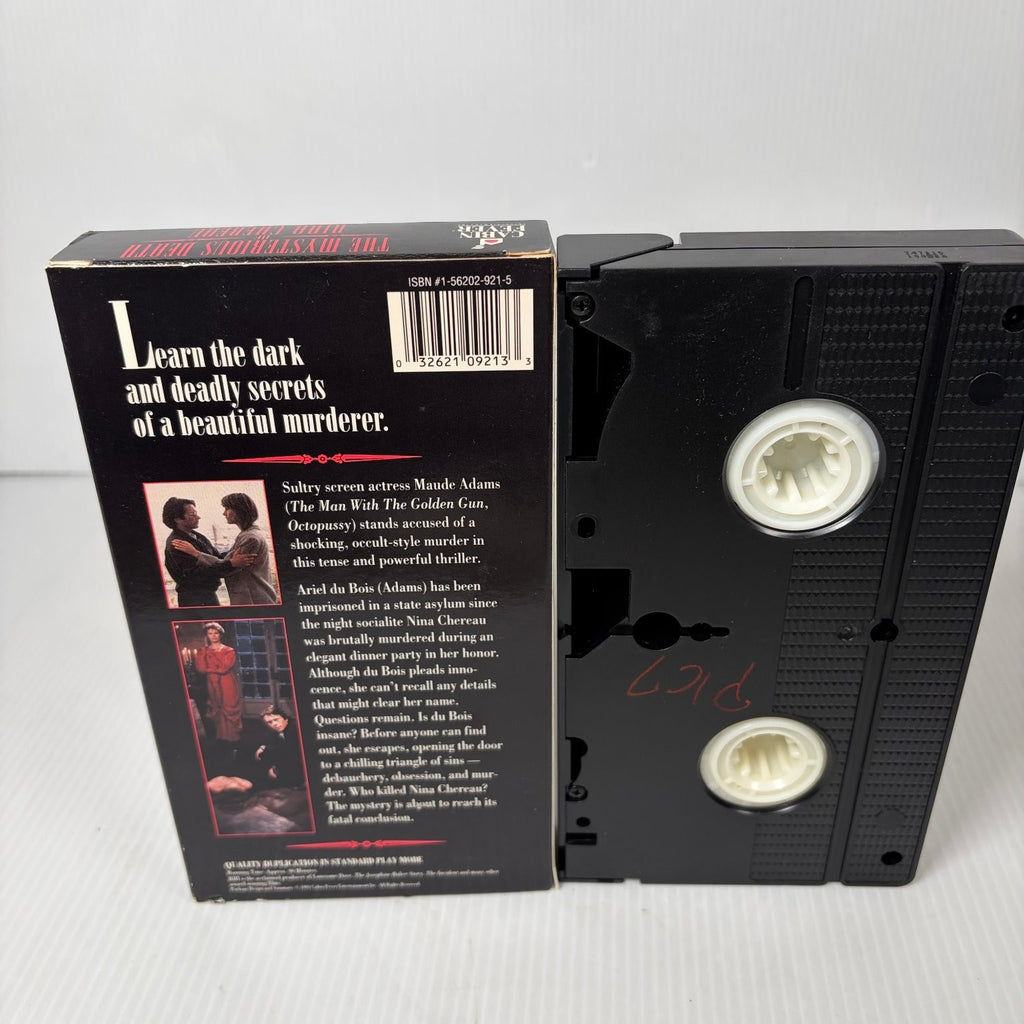 CABIN
FEVER
THE MYSTERIOUS DEATH
OF
NINA CHEREAU
ISBN #1-56202-921-5
0 32621 09213 3
Learn the dark
and deadly secrets
of a beautiful murderer.
Sultry screen actress Maude Adams
(The Man With The Golden Gun,
Octopussy) stands accused of a
shocking, occult-style murder in
this tense and powerful thriller.
Ariel du Bois (Adams) has been
imprisoned in a state asylum since
the night socialite Nina Chereau
was brutally murdered during an
elegant dinner party in her honor.
Although du Bois pleads inno-
cence, she can't recall any details
that might clear her name.
Questions remain. Is du Bois
insane? Before anyone can find
out, she escapes, opening the door
to a chilling triangle of sins —
debauchery, obsession, and mur-
der. Who killed Nina Chereau?
The mystery is about to reach its
fatal conclusion.
QUALITY DUPLICATION IN STANDARD PLAY MODE
Running Time: Approx. 90 Minutes